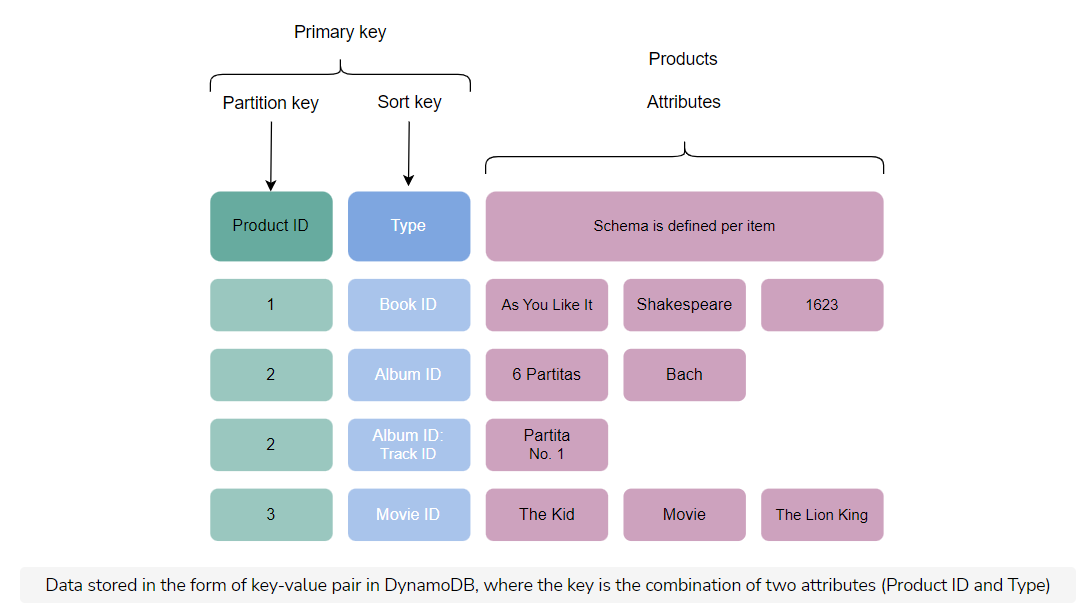 Primary key
Products
Partition key
Sort key
Attributes
Product ID
Type
Schema is defined per item
1
Book ID
As You Like It
Shakespeare
1623
2
Album ID
6 Partitas
Bach
2
Album ID:
Track ID
Partita
No. 1
3
Movie ID
The Kid
Movie
The Lion King
Data stored in the form of key-value pair in DynamoDB, where the key is the combination of two attributes (Product ID and Type)